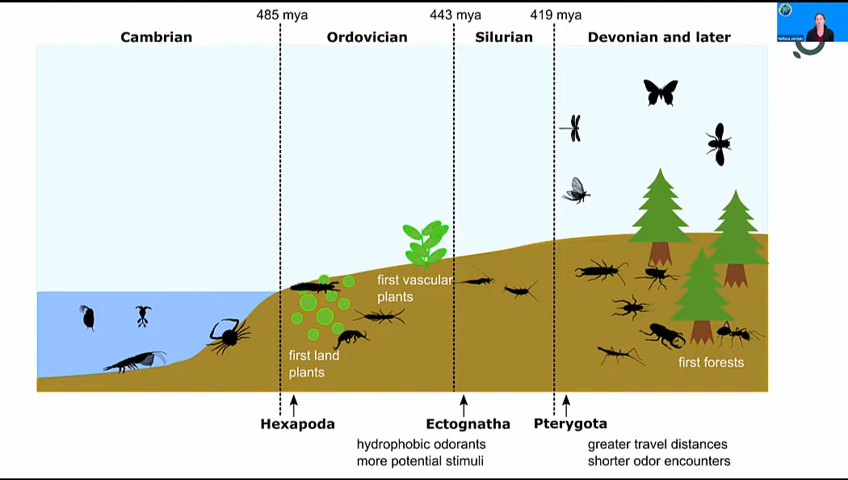 485 mya
443 mya
419 mya
Cambrian
Ordovician
Silurian
Devonian and later
first vascular
plants
first land
plants
first forests
Hexapoda
Ectognatha
Pterygota
hydrophobic odorants
more potential stimuli
greater travel distances
shorter odor encounters